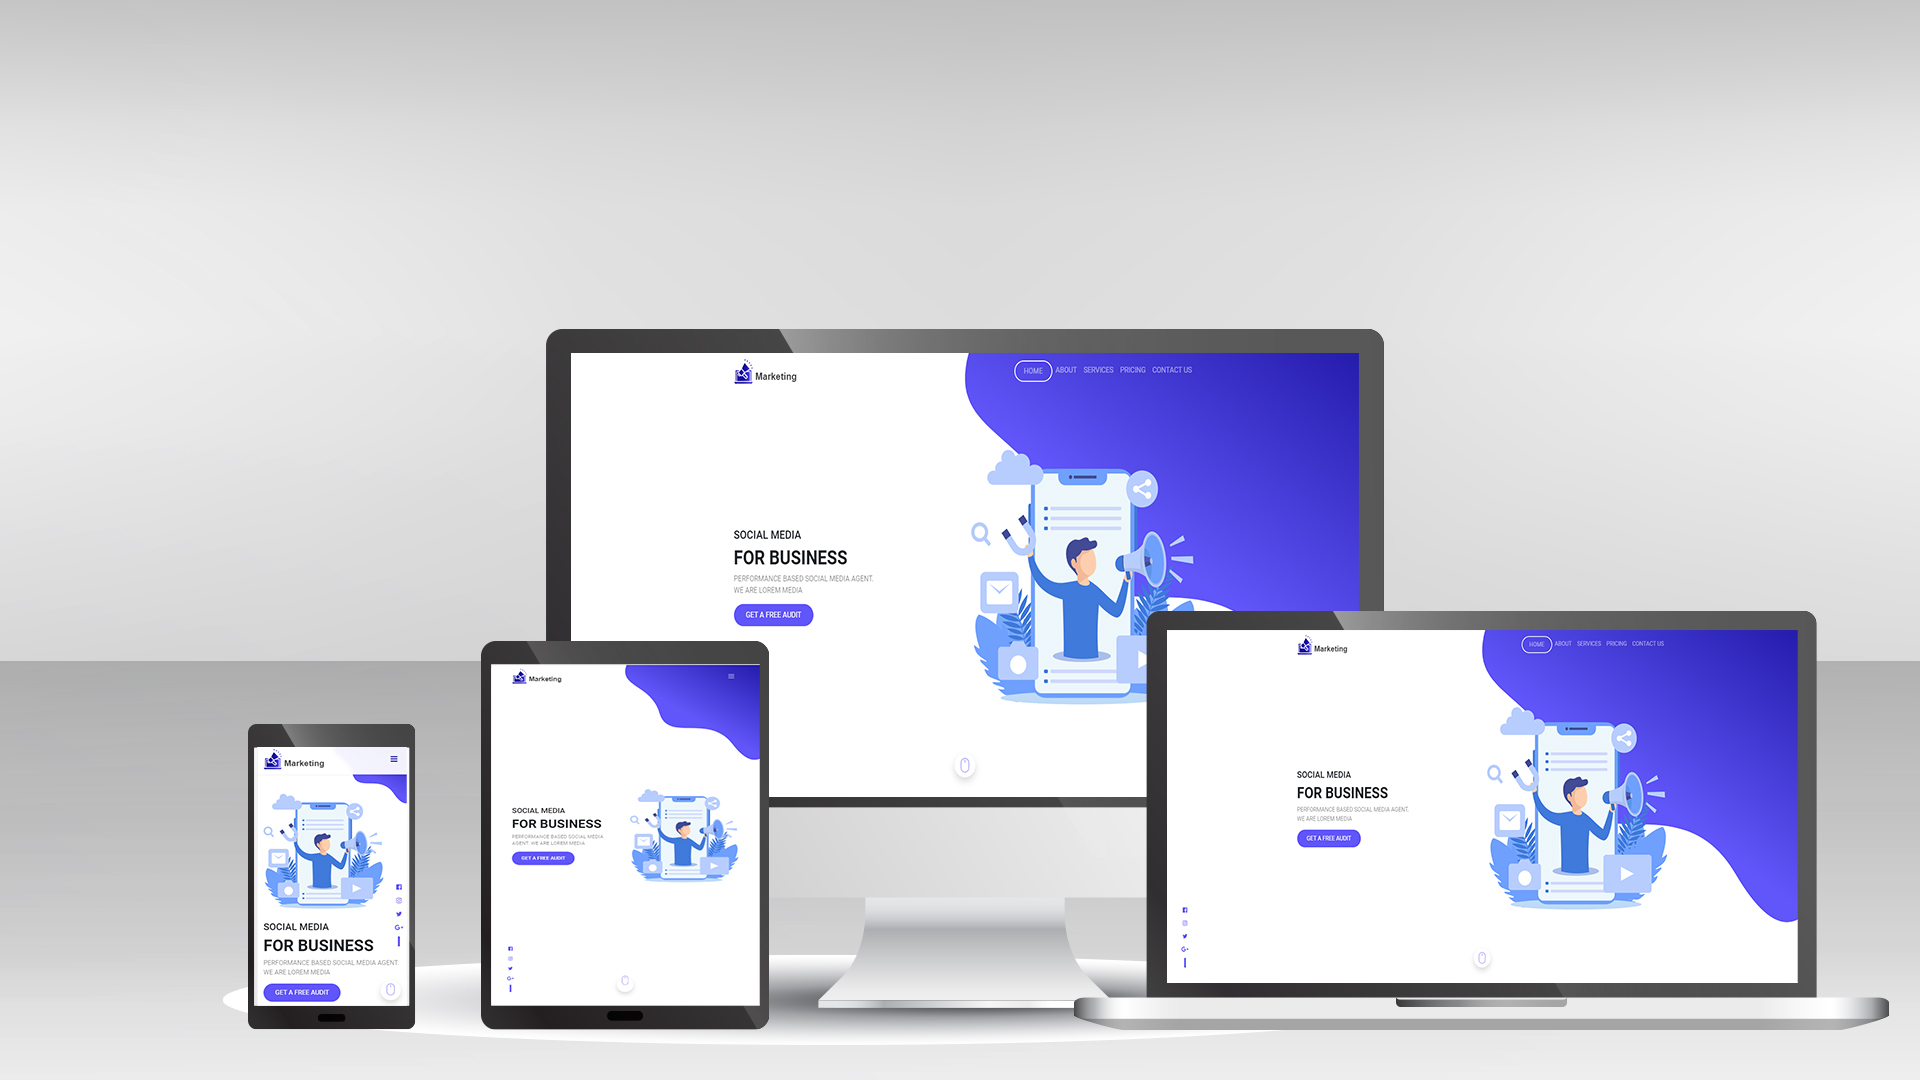 Marketing
HOME ABOUT SERVICES PRICING CONTACT US
SOCIAL MEDIA
FOR BUSINESS
PERFORMANCE BASED SOCIAL MEDIA AGENT.
WE ARE LOREM MEDIA
GET A FREE AUDIT
Marketing
HOME ABOUT SERVICES PRICING CONTACT US
SOCIAL MEDIA
FOR BUSINESS
PERFORMANCE BASED SOCIAL MEDIA AGENT.
WE ARE LOREM MEDIA
GET A FREE AUDIT
Marketing
SOCIAL MEDIA
FOR BUSINESS
PERFORMANCE BASED SOCIAL MEDIA
AGENT. WE ARE LOREM MEDIA
GET A FREE AUDIT
Marketing
SOCIAL MEDIA
FOR BUSINESS
PERFORMANCE BASED SOCIAL MEDIA AGENT.
WE ARE LOREM MEDIA
GET A FREE AUDIT